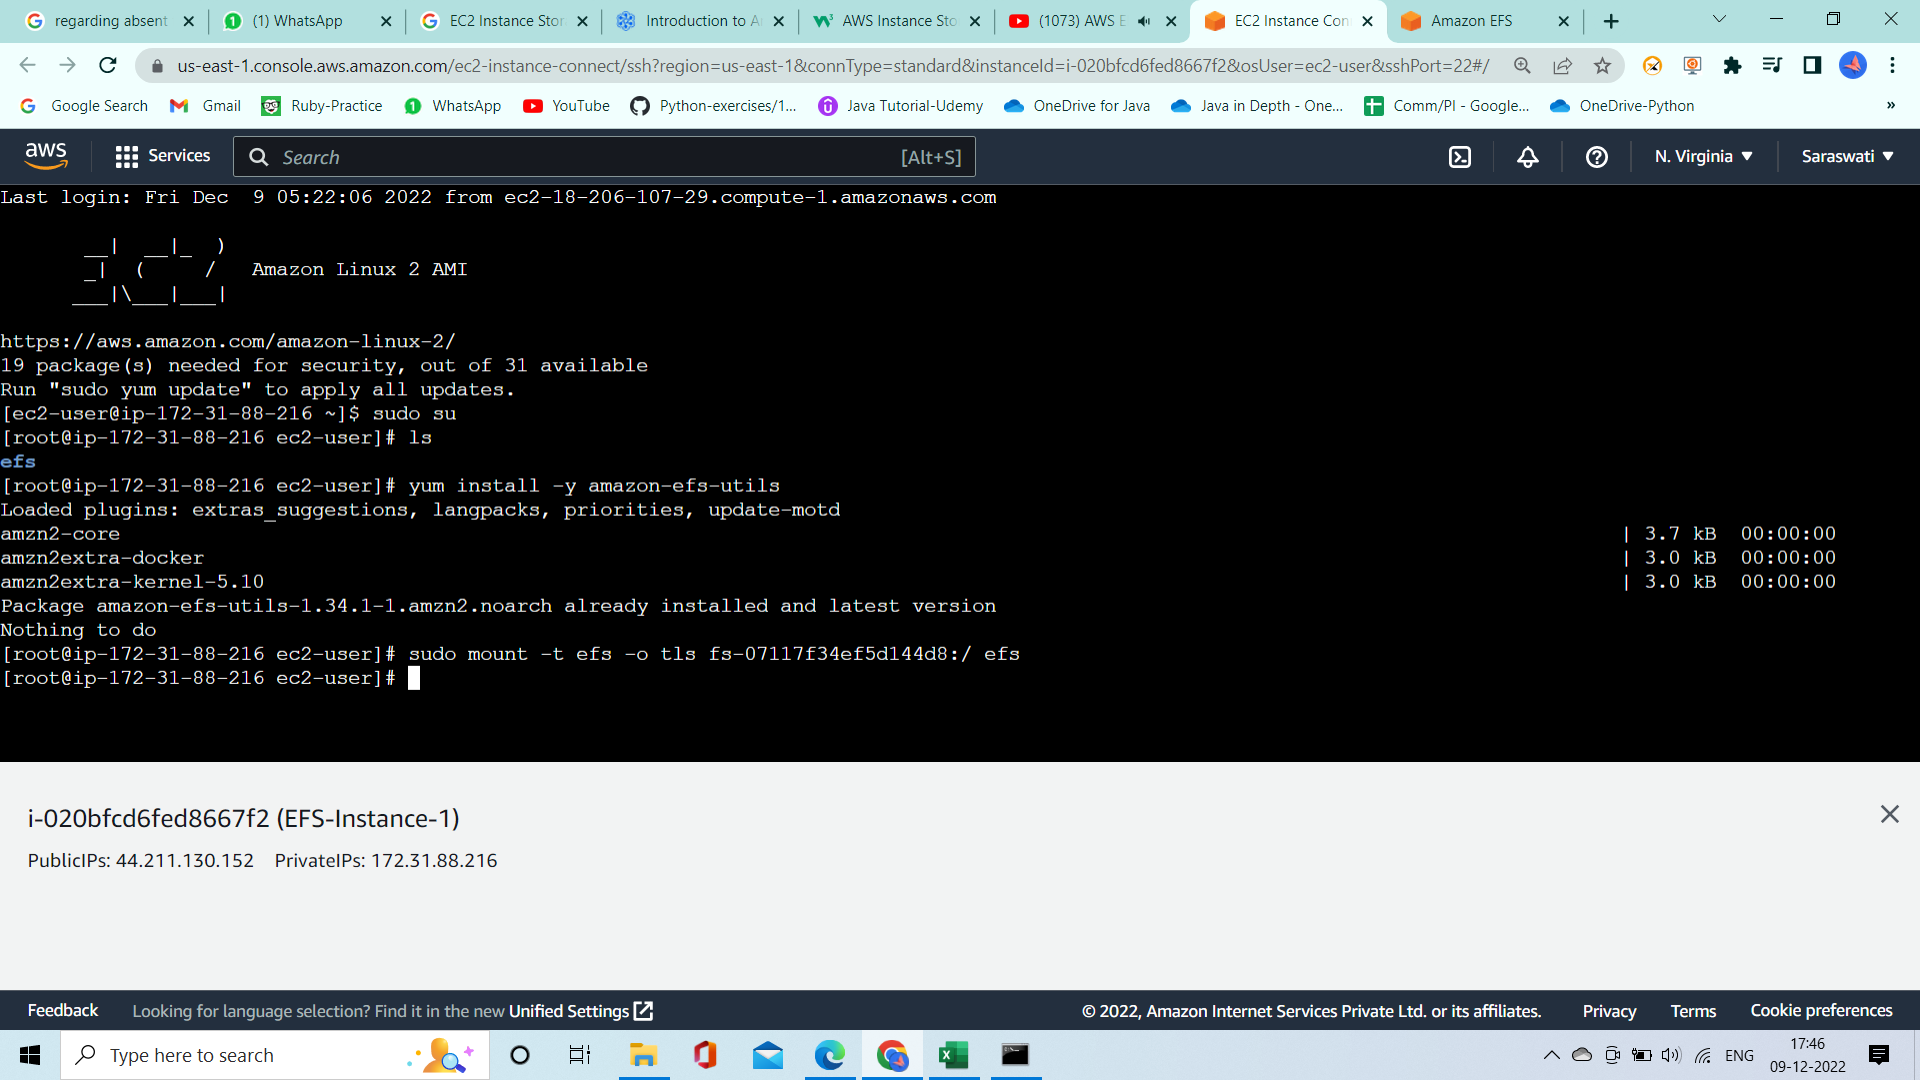 regarding absent
(1) WhatsApp
EC2 Instance Stor
Introduction to A
AWS Instance Sto
(1073) AWS E
EC2 Instance Con
Amazon EFS
us-east-1.console.aws.amazon.com/ec2-instance-connect/ssh?region=us-east-1&connType=standard&instanceId=i-020bfcd6fed8667f2&osUser=ec2-user&sshPort=22#/
Google Search
Gmail
Ruby-Practice
WhatsApp
YouTube
Python-exercises/1...
Java Tutorial-Udemy
OneDrive for Java
Java in Depth - One...
Comm/PI - Google...
OneDrive-Python
»
aws
Services
Search
[Alt+S]
N. Virginia
Saraswati
Last login: Fri Dec  9 05:22:06 2022 from ec2-18-206-107-29.compute-1.amazonaws.com
       __|  __|_  )
       _|  (     /   Amazon Linux 2 AMI
      ___|\___|___|
https://aws.amazon.com/amazon-linux-2/
19 package(s) needed for security, out of 31 available
Run "sudo yum update" to apply all updates.
[ec2-user@ip-172-31-88-216 ~]$ sudo su
[root@ip-172-31-88-216 ec2-user]# ls
efs
[root@ip-172-31-88-216 ec2-user]# yum install -y amazon-efs-utils
Loaded plugins: extras_suggestions, langpacks, priorities, update-motd
amzn2-core | 3.7 kB  00:00:00
amzn2extra-docker | 3.0 kB  00:00:00
amzn2extra-kernel-5.10 | 3.0 kB  00:00:00
Package amazon-efs-utils-1.34.1-1.amzn2.noarch already installed and latest version
Nothing to do
[root@ip-172-31-88-216 ec2-user]# sudo mount -t efs -o tls fs-07117f34ef5d144d8:/ efs
[root@ip-172-31-88-216 ec2-user]#
i-020bfcd6fed8667f2 (EFS-Instance-1)
PublicIPs: 44.211.130.152    PrivateIPs: 172.31.88.216
Feedback
Looking for language selection? Find it in the new Unified Settings
© 2022, Amazon Internet Services Private Ltd. or its affiliates.
Privacy
Terms
Cookie preferences
Type here to search
ENG
17:46
09-12-2022